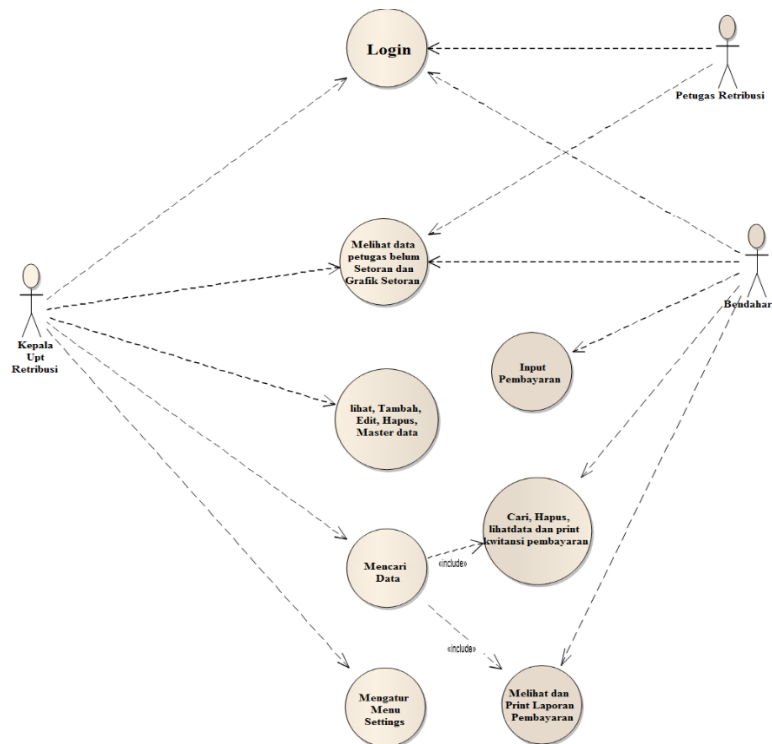 Login
Petugas Retribusi
Melihat data
petugas belum
Setoran dan
Grafik Setoran
Bendahar
Kepala
Upt
Retribusi
Input
Pembayaran
lihat, Tambah,
Edit, Hapus,
Master data
Cari, Hapus,
lihatdata dan print
kwitansi pembayaran
Mencari
Data
«include»
«include»
Mengatur
Menu
Settings
Melihat dan
Print Laporan
Pembayaran